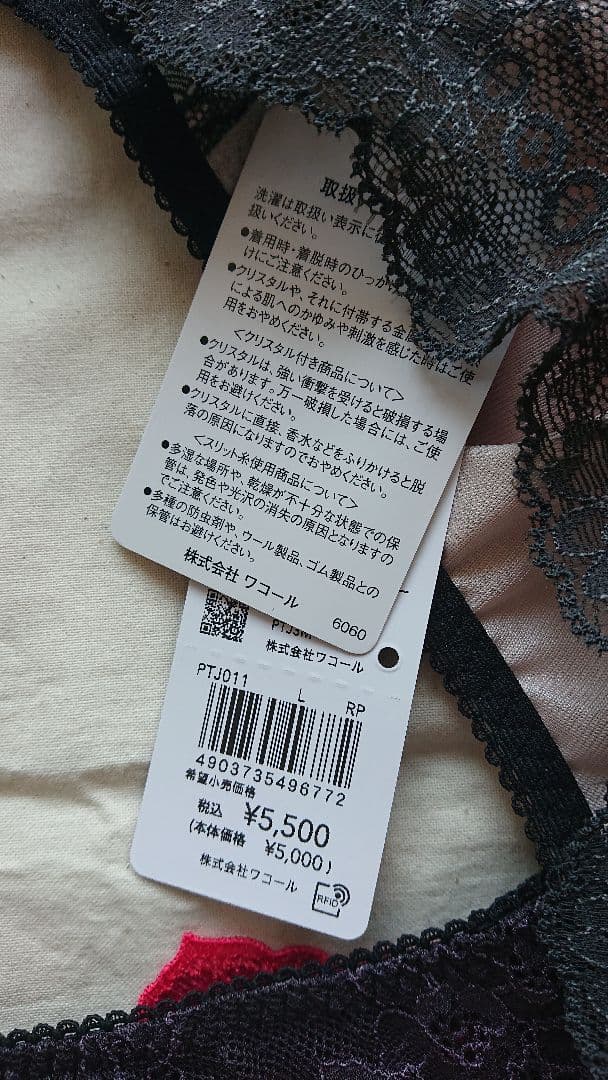 取扱
洗濯は取扱い表示に
扱いください。
●着用時・着脱時のひっか
けにご注意ください。
●クリスタルや、それに付帯する金属
による肌へのかゆみや刺激を感じた時はご使
用をおやめください。
<クリスタル付き商品について>
●クリスタルは、強い衝撃を受けると破損する場
合があります。万一破損した場合には、ご使
用をお避けください。
●クリスタルに直接、香水などをふりかけると脱
落の原因になりますのでおやめください。
<スリット糸使用商品について>
●多湿な場所や、乾燥が不十分な状態での保
管は、発色や光沢の消失の原因となりますの
でご注意ください。
●多種の防虫剤や、ウール製品、ゴム製品との
保管はお避けください。
株式会社 ワコール
6060
PTJ3M
株式会社ワコール
PTJ011 L RP
4903735496772
希望小売価格
税込 ¥5,500
(本体価格 ¥5,000)
株式会社ワコール
RFID